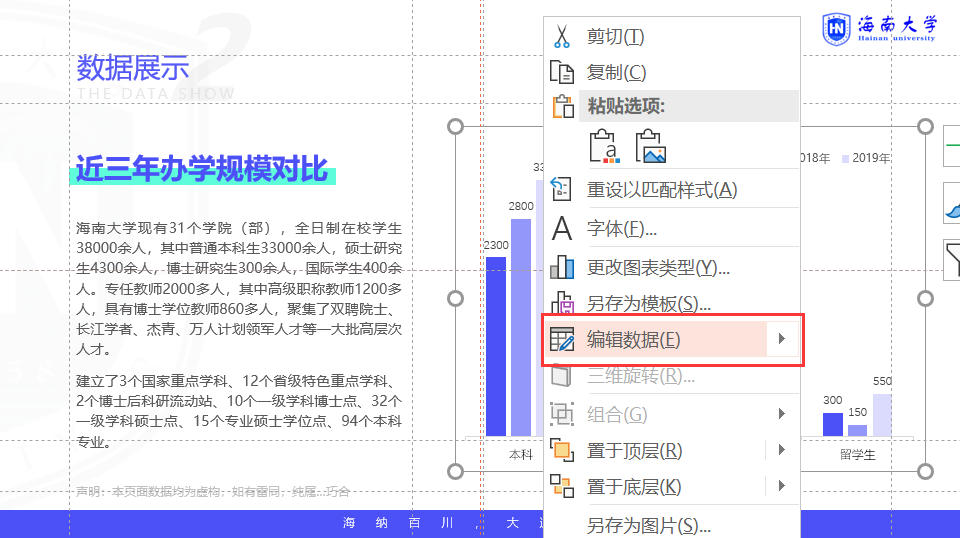 海南大学
Hainan university
数据展示
THE DATA SHOW
近三年办学规模对比
海南大学现有31个学院（部），全日制在校学生
38000余人，其中普通本科生33000余人，硕士研究
生4300余人，博士研究生300余人，国际学生400余
人。专任教师2000多人，其中高级职称教师1200多
人，具有博士学位教师860多人，聚集了双聘院士、
长江学者、杰青、万人计划领军人才等一大批高层次
人才。
建立了3个国家重点学科、12个省级特色重点学科、
2个博士后科研流动站、10个一级学科博士点、32个
一级学科硕士点、15个专业硕士学位点、94个本科
专业。
声明：本页面数据均为虚构，如有雷同，纯属...巧合
018年
2019年
2300
2800
本科
300
150
550
留学生
剪切(T)
复制(C)
粘贴选项:
重设以匹配样式(A)
字体(F)...
更改图表类型(Y)...
另存为模板(S)...
编辑数据(E)
三维旋转(R)...
组合(G)
置于顶层(R)
置于底层(K)
另存为图片(S)...
海 纳 百 川 ， 大